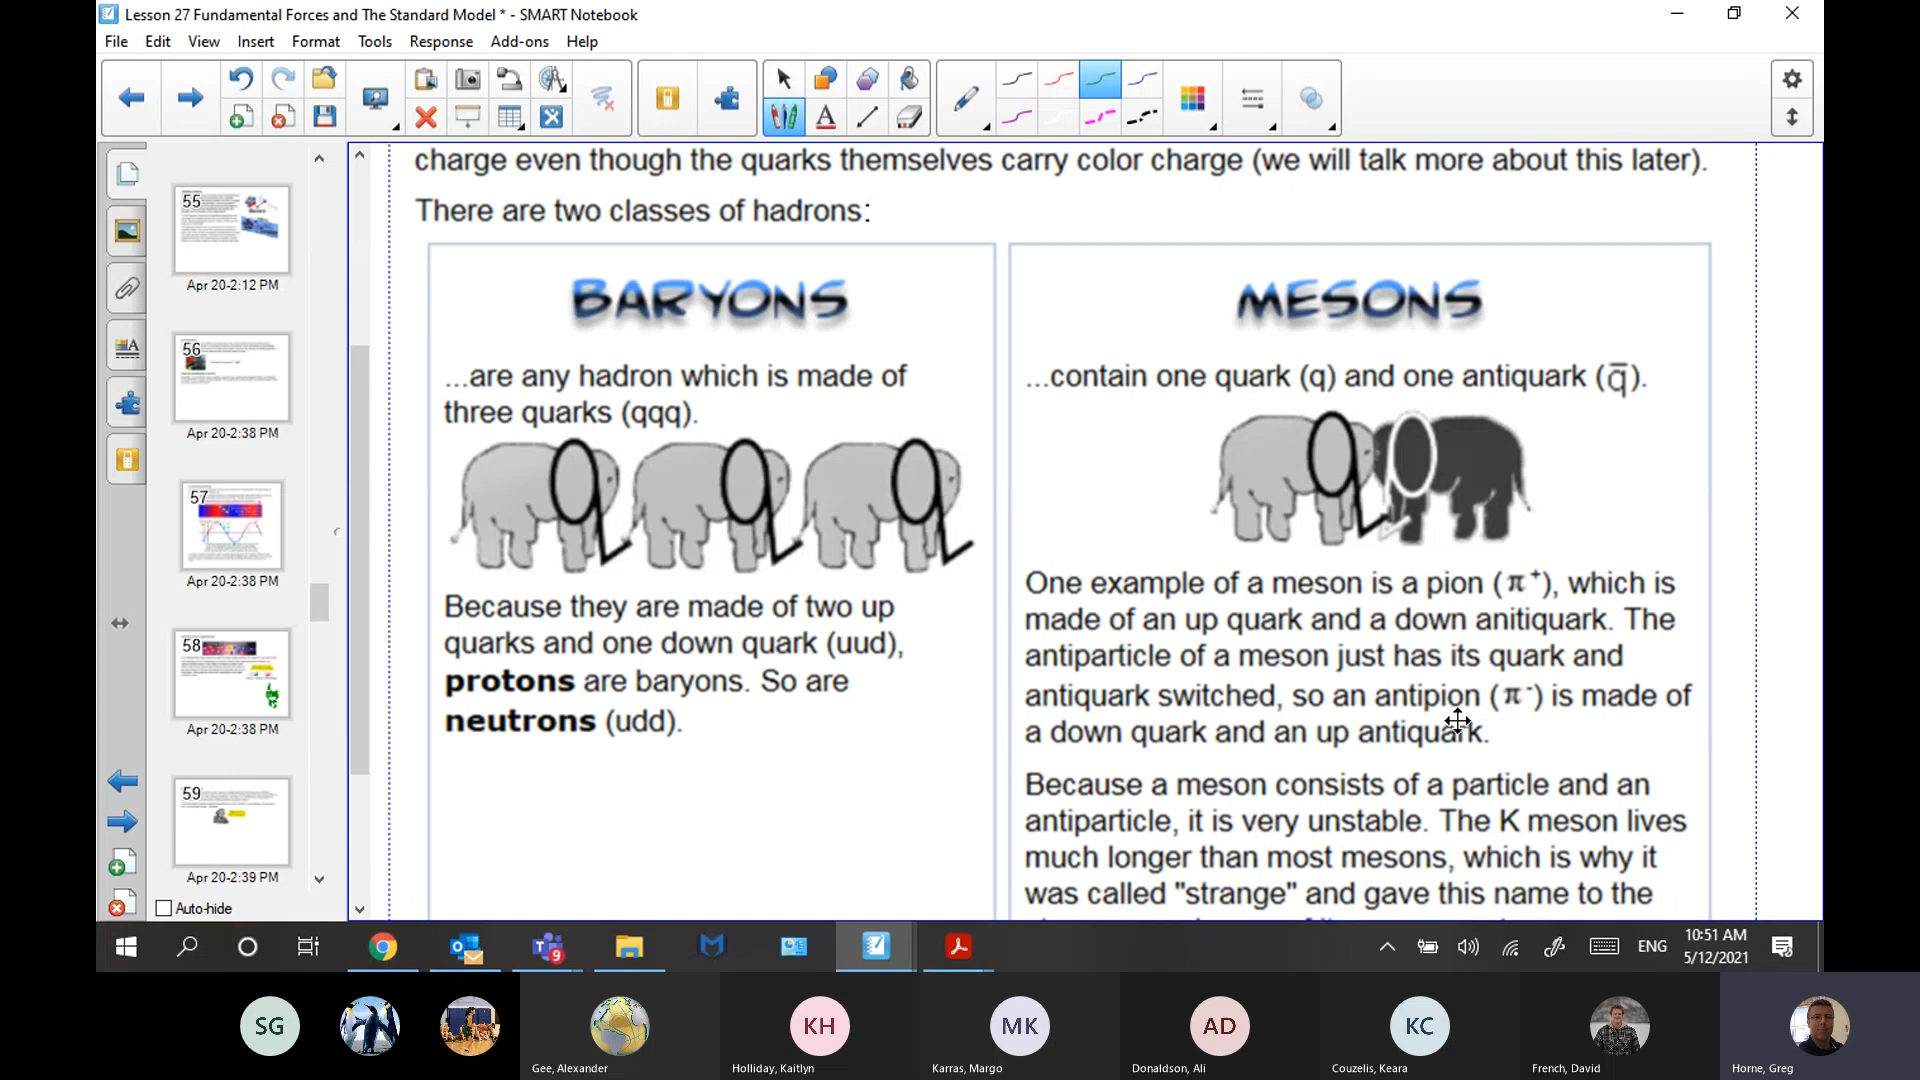 Lesson 27 Fundamental Forces and The Standard Model * - SMART Notebook
File Edit View Insert Format Tools Response Add-ons Help
55
Apr 20-2:12 PM
56
Apr 20-2:38 PM
57
Apr 20-2:38 PM
58
Apr 20-2:38 PM
59
Apr 20-2:39 PM
Auto-hide
charge even though the quarks themselves carry color charge (we will talk more about this later).
There are two classes of hadrons:
BARYONS
...are any hadron which is made of
three quarks (qqq).
Because they are made of two up
quarks and one down quark (uud),
protons are baryons. So are
neutrons (udd).
MESONS
...contain one quark (q) and one antiquark (q̅).
One example of a meson is a pion (π⁺), which is
made of an up quark and a down anitiquark. The
antiparticle of a meson just has its quark and
antiquark switched, so an antipion (π⁻) is made of
a down quark and an up antiquark.
Because a meson consists of a particle and an
antiparticle, it is very unstable. The K meson lives
much longer than most mesons, which is why it
was called "strange" and gave this name to the
9
ENG
10:51 AM
5/12/2021
SG
KH
MK
AD
KC
Gee, Alexander
Holliday, Kaitlyn
Karras, Margo
Donaldson, Ali
Couzelis, Keara
French, David
Horne, Greg